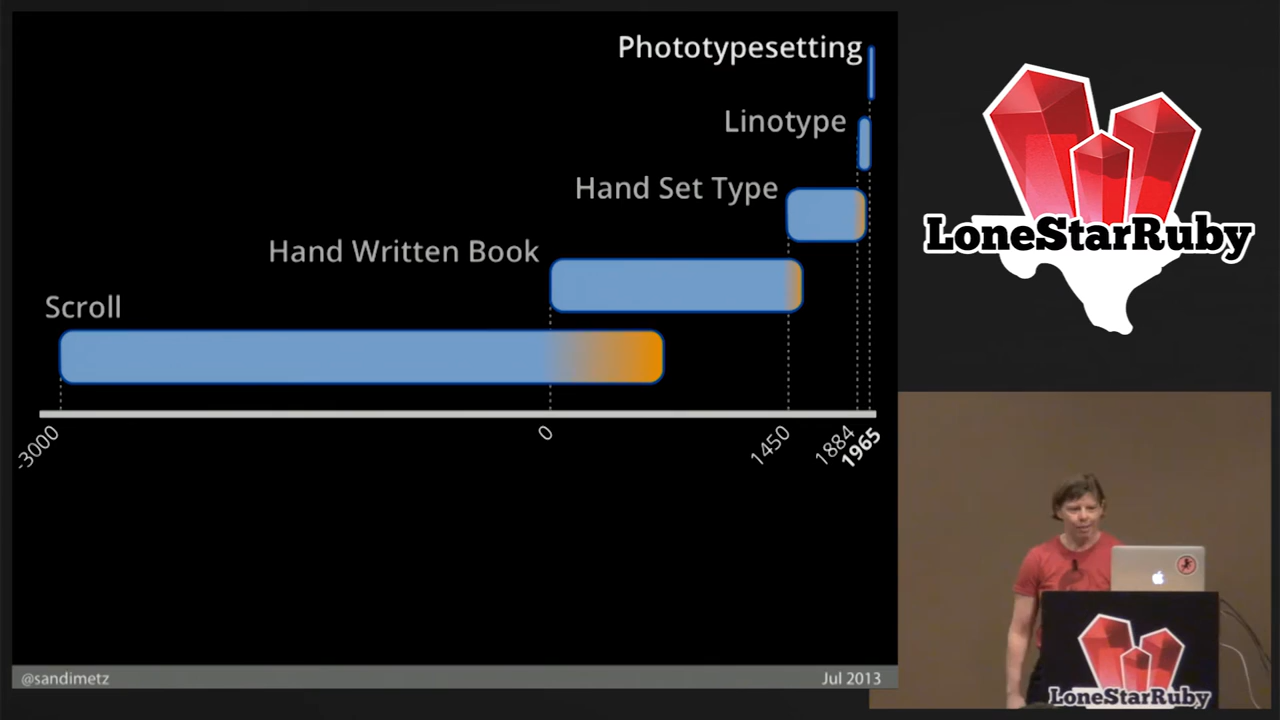 Phototypesetting
Linotype
Hand Set Type
Hand Written Book
Scroll
-3000
0
1450
1884
1965
@sandimetz
Jul 2013
LoneStarRuby
LoneStarRuby